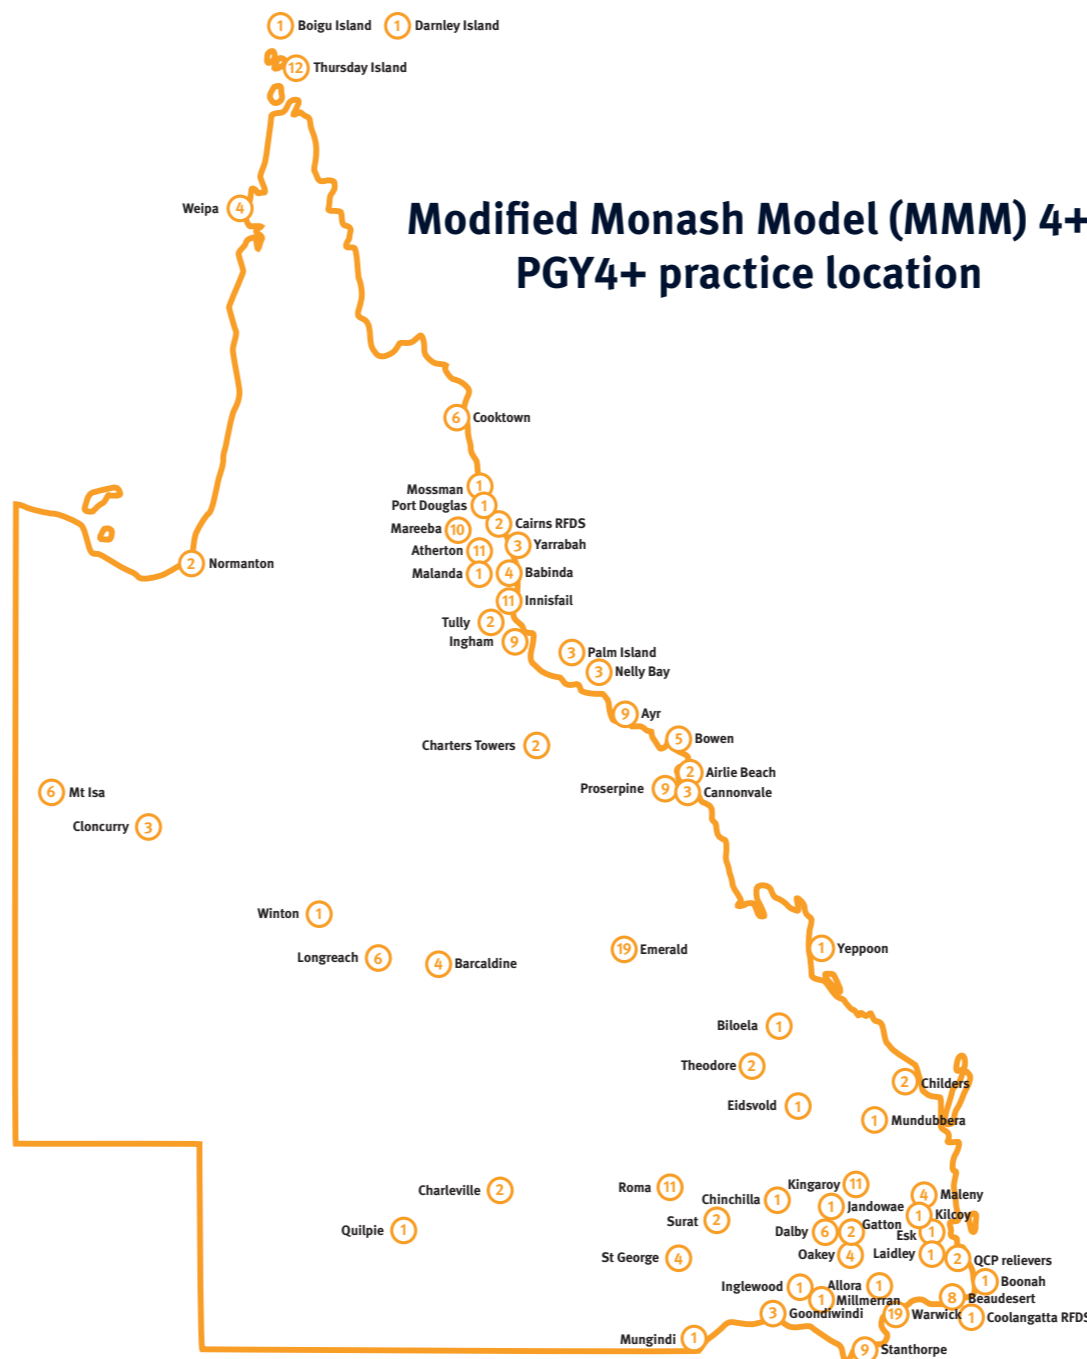 1 Boigu Island
1 Darnley Island
12 Thursday Island
Weipa 4
Modified Monash Model (MMM) 4+
PGY4+ practice location
6 Cooktown
Mossman 1
Port Douglas 1
2 Cairns RFDS
Mareeba 10
3 Yarrabah
Atherton 11
Malanda 1
4 Babinda
2 Normanton
11 Innisfail
Tully 2
Ingham 9
3 Palm Island
3 Nelly Bay
9 Ayr
5 Bowen
Charters Towers 2
2 Airlie Beach
Proserpine 9
3 Cannonvale
6 Mt Isa
Cloncurry 3
Winton 1
Longreach 6
4 Barcaldine
19 Emerald
1 Yeppoon
Biloela 1
Theodore 2
2 Childers
Eidsvold 1
1 Mundubbera
Charleville 2
Roma 11
Kingaroy 11
Chinchilla 1
4 Maleny
1 Jandowae
1 Kilcoy
Surat 2
Quilpie 1
Dalby 6
2 Gatton
Esk 1
Oakey 4
Laidley 1
2 QCP relievers
St George 4
1 Boonah
Inglewood 1
Allora 1
1 Millmerran
8 Beaudesert
3 Goondiwindi
19 Warwick
1 Coolangatta RFDS
Mungindi 1
9 Stanthorpe